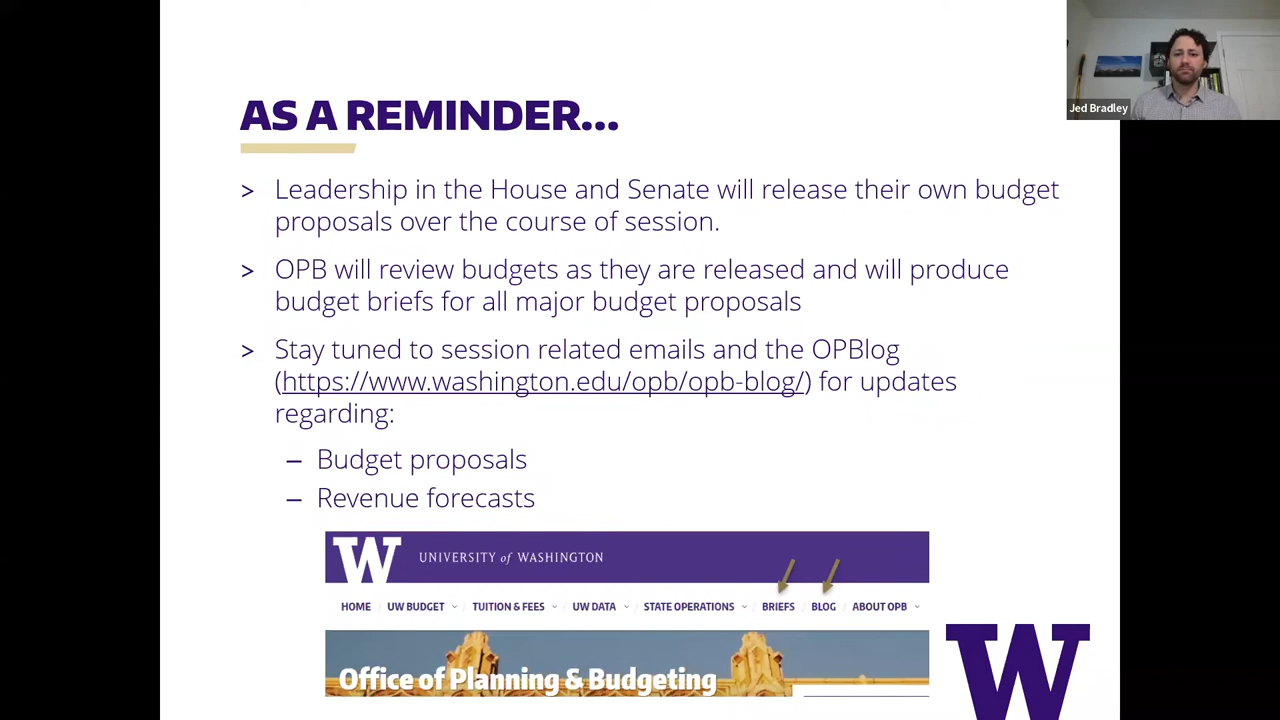 Jed Bradley
AS A REMINDER...
> Leadership in the House and Senate will release their own budget
proposals over the course of session.
> OPB will review budgets as they are released and will produce
budget briefs for all major budget proposals
> Stay tuned to session related emails and the OPBlog
(https://www.washington.edu/opb/opb-blog/) for updates
regarding:
– Budget proposals
– Revenue forecasts
W UNIVERSITY of WASHINGTON
HOME UW BUDGET TUITION & FEES UW DATA STATE OPERATIONS BRIEFS BLOG ABOUT OPB
Office of Planning & Budgeting
W